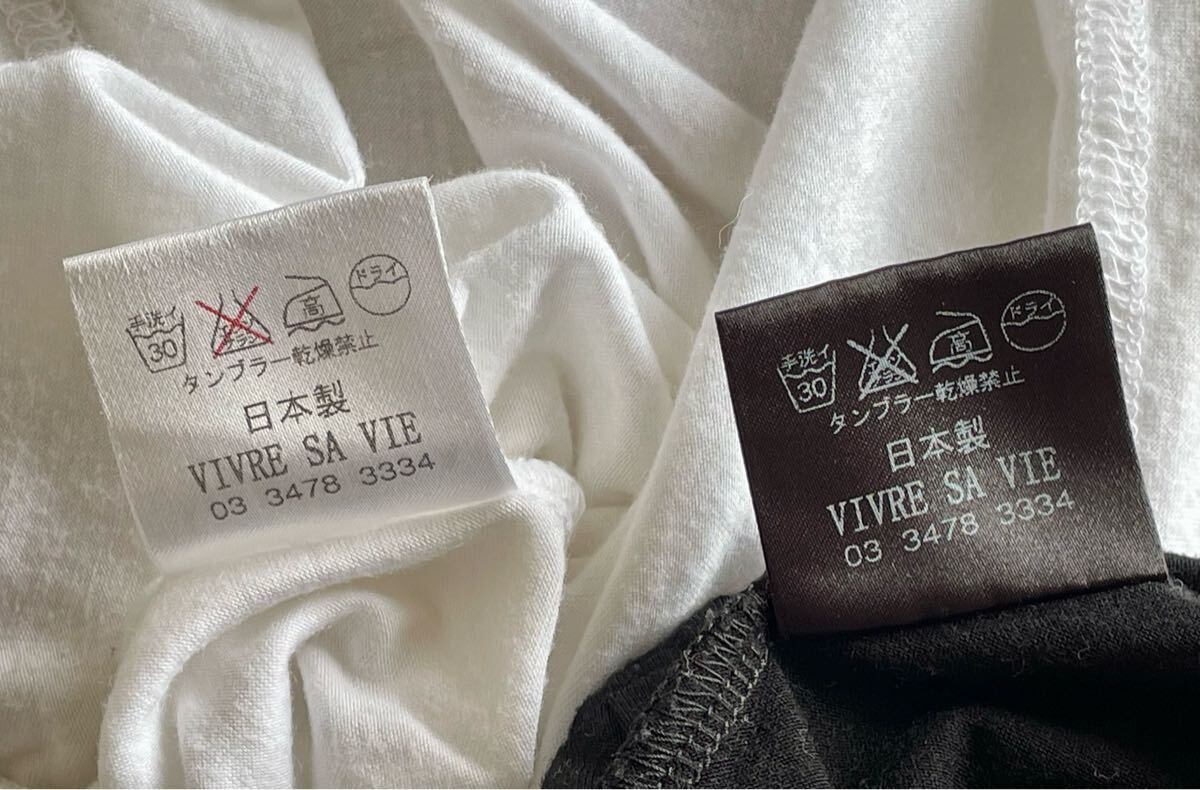 手洗イ
30
高
ドライ
タンブラー乾燥禁止
日本製
VIVRE SA VIE
03 3478 3334
手洗イ
30
高
ドライ
タンブラー乾燥禁止
日本製
VIVRE SA VIE
03 3478 3334